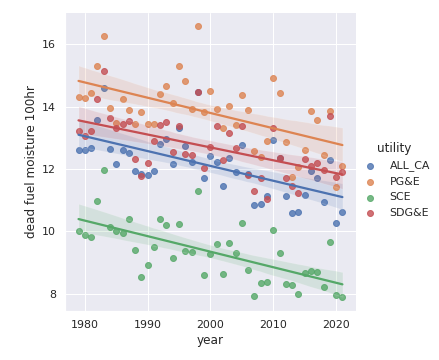 16
14
12
10
8
1980 1990 2000 2010 2020
year
dead fuel moisture 100hr
utility
ALL_CA
PG&E
SCE
SDG&E